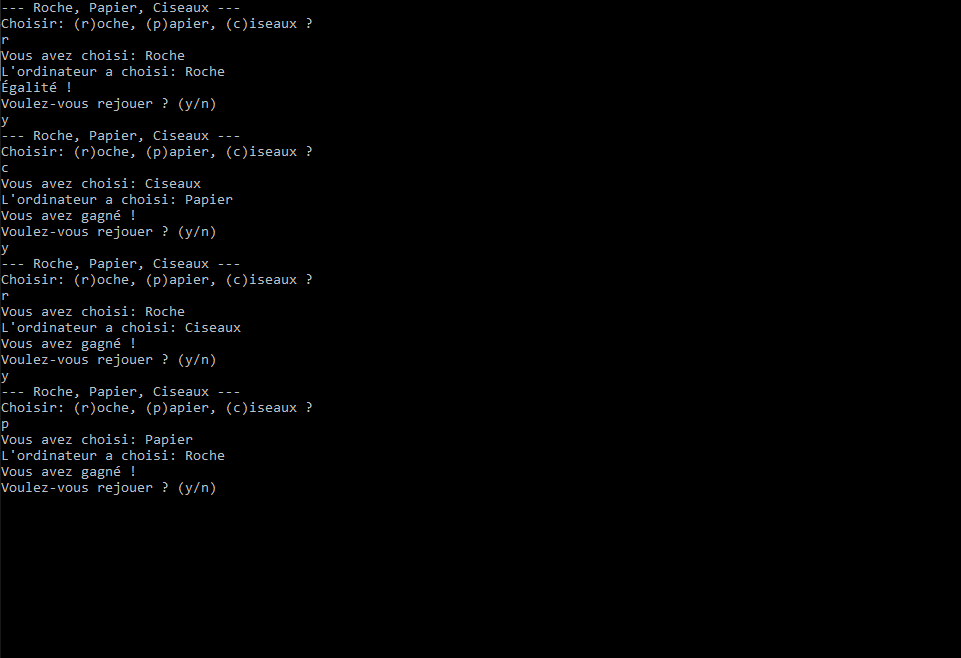 --- Roche, Papier, Ciseaux ---
Choisir: (r)oche, (p)apier, (c)iseaux ?
r
Vous avez choisi: Roche
L'ordinateur a choisi: Roche
Égalité !
Voulez-vous rejouer ? (y/n)
y
--- Roche, Papier, Ciseaux ---
Choisir: (r)oche, (p)apier, (c)iseaux ?
c
Vous avez choisi: Ciseaux
L'ordinateur a choisi: Papier
Vous avez gagné !
Voulez-vous rejouer ? (y/n)
y
--- Roche, Papier, Ciseaux ---
Choisir: (r)oche, (p)apier, (c)iseaux ?
r
Vous avez choisi: Roche
L'ordinateur a choisi: Ciseaux
Vous avez gagné !
Voulez-vous rejouer ? (y/n)
y
--- Roche, Papier, Ciseaux ---
Choisir: (r)oche, (p)apier, (c)iseaux ?
p
Vous avez choisi: Papier
L'ordinateur a choisi: Roche
Vous avez gagné !
Voulez-vous rejouer ? (y/n)